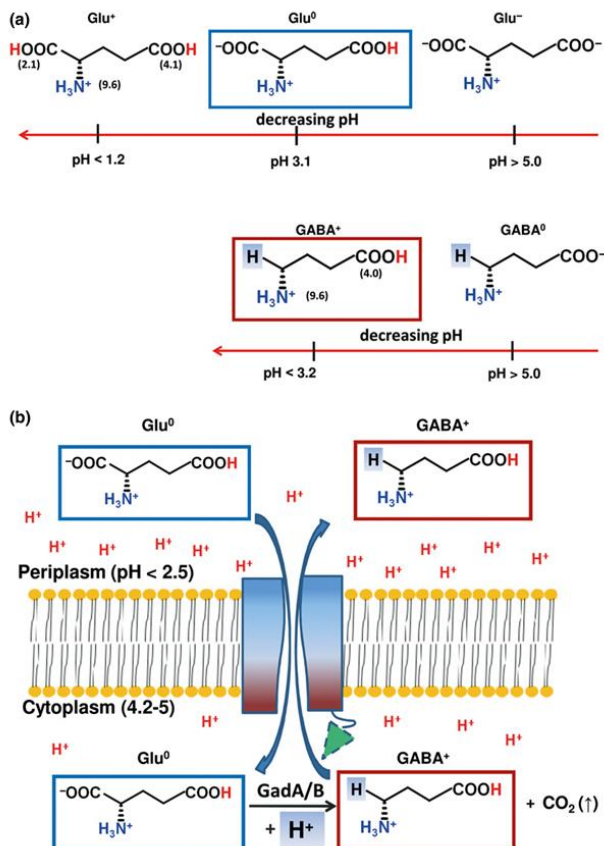 (a)
Glu⁺ Glu⁰ Glu⁻
HOOC COOH ⁻OOC COOH ⁻OOC COO⁻
(2.1) (4.1)
H₃N⁺ (9.6) H₃N⁺ H₃N⁺
decreasing pH
pH < 1.2 pH 3.1 pH > 5.0
GABA⁺ GABA⁰
H COOH H COO⁻
(4.0)
H₃N⁺ (9.6) H₃N⁺
decreasing pH
pH < 3.2 pH > 5.0
(b)
Glu⁰ GABA⁺
⁻OOC COOH H COOH
H₃N⁺ H⁺ H₃N⁺
H⁺
H⁺ H⁺ H⁺ H⁺ H⁺ H⁺ H⁺ H⁺ H⁺
Periplasm (pH < 2.5) H⁺ H⁺ H⁺ H⁺
Cytoplasm (4.2-5) H⁺ H⁺
H⁺ H⁺ H⁺
H⁺ Glu⁰ GABA⁺ H⁺
⁻OOC COOH GadA/B H COOH + CO₂(↑)
H₃N⁺ + H⁺ H₃N⁺